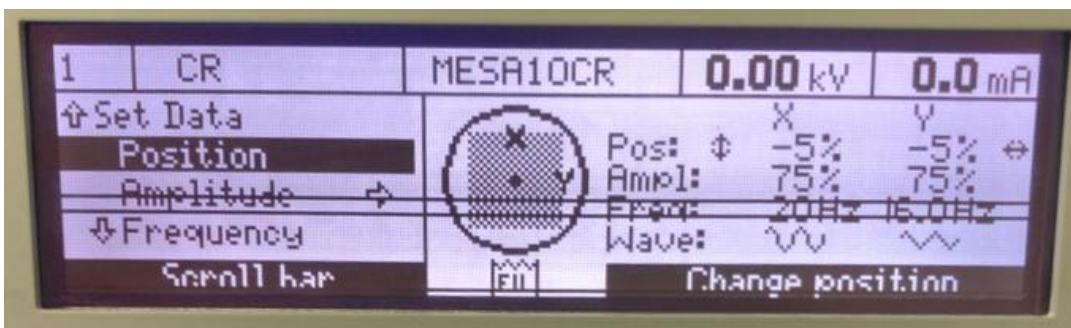 1 CR MESA10CR 0.00 kV 0.0 mA
Set Data
X Y
Position
Pos: -5% -5%
Amplitude
Ampl: 75% 75%
Freq: 20Hz 16.0Hz
Frequency
Wave:
X
Y
Scroll bar
Change position